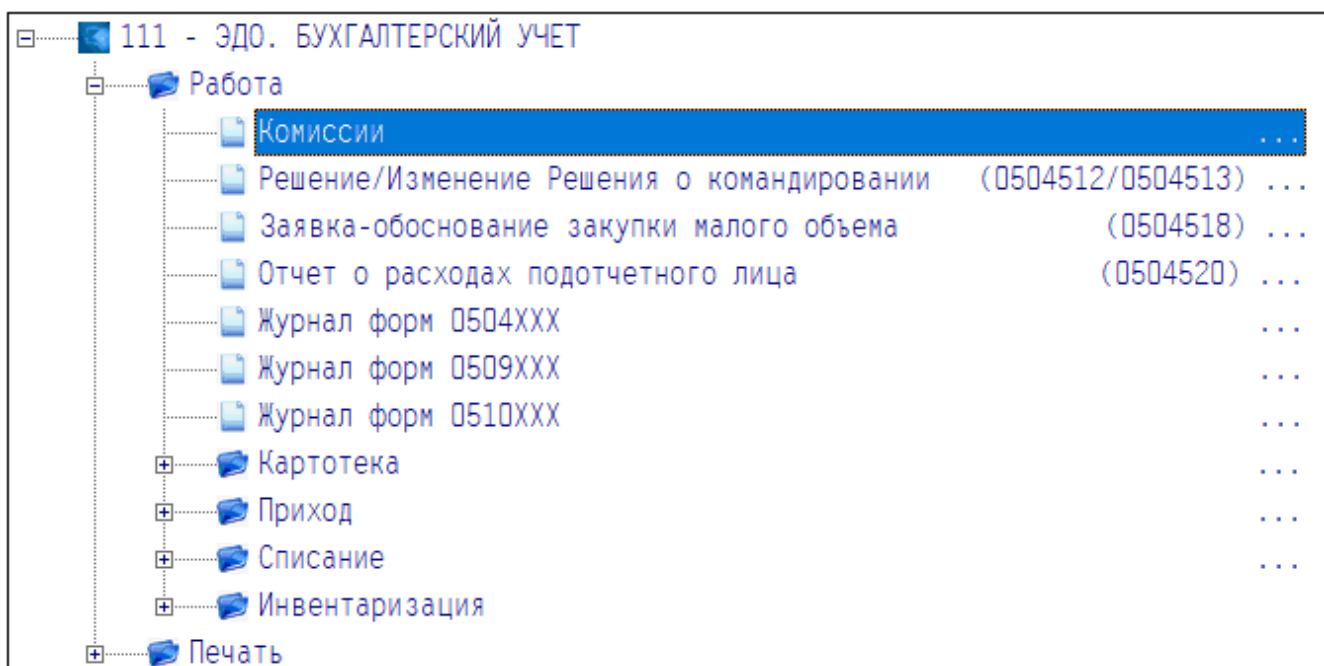 111 - ЭДО. БУХГАЛТЕРСКИЙ УЧЕТ
Работа
Комиссии ...
Решение/Изменение Решения о командировании (0504512/0504513) ...
Заявка-обоснование закупки малого объема (0504518) ...
Отчет о расходах подотчетного лица (0504520) ...
Журнал форм 0504XXX ...
Журнал форм 0509XXX ...
Журнал форм 0510XXX ...
Картотека ...
Приход ...
Списание ...
Инвентаризация
Печать